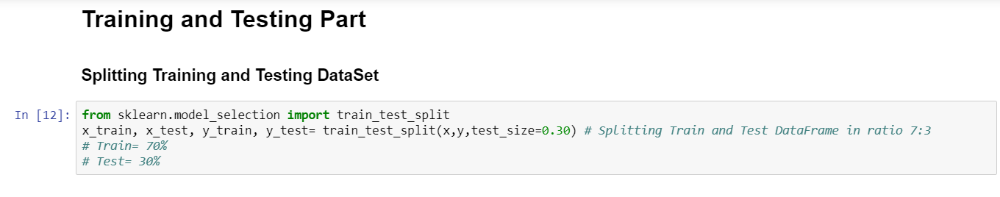 Training and Testing Part
Splitting Training and Testing DataSet
In [12]: from sklearn.model_selection import train_test_split
x_train, x_test, y_train, y_test= train_test_split(x,y,test_size=0.30) # Splitting Train and Test DataFrame in ratio 7:3
# Train= 70%
# Test= 30%